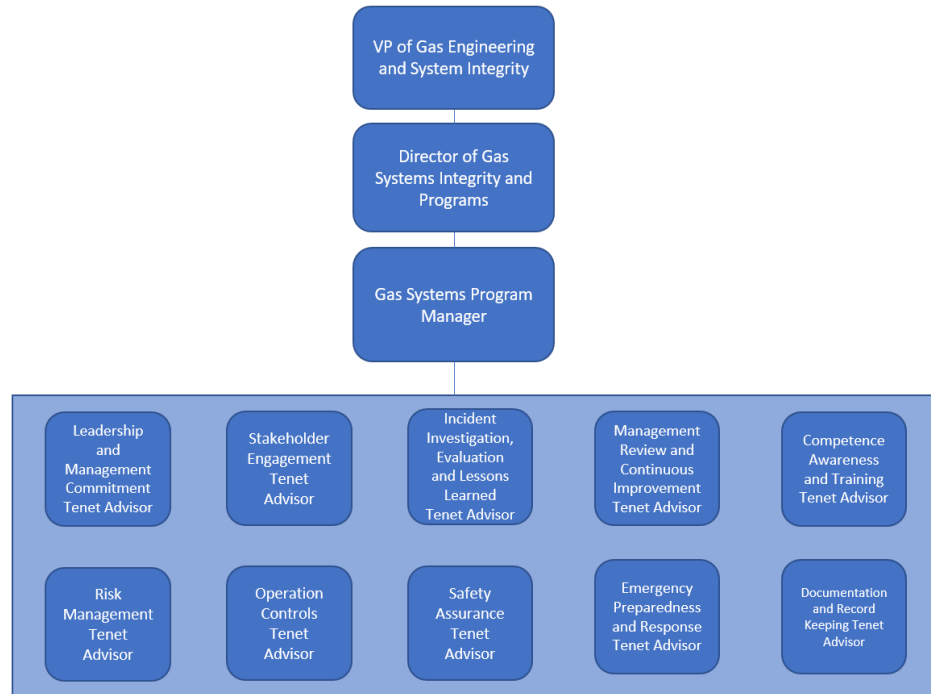 VP of Gas Engineering
and System Integrity
Director of Gas
Systems Integrity and
Programs
Gas Systems Program
Manager
Leadership
and
Management
Commitment
Tenet Advisor
Stakeholder
Engagement
Tenet
Advisor
Incident
Investigation,
Evaluation
and Lessons
Learned
Tenet Advisor
Management
Review and
Continuous
Improvement
Tenet Advisor
Competence
Awareness
and Training
Tenet Advisor
Risk
Management
Tenet
Advisor
Operation
Controls
Tenet
Advisor
Safety
Assurance
Tenet
Advisor
Emergency
Preparedness
and Response
Tenet Advisor
Documentation
and Record
Keeping Tenet
Advisor